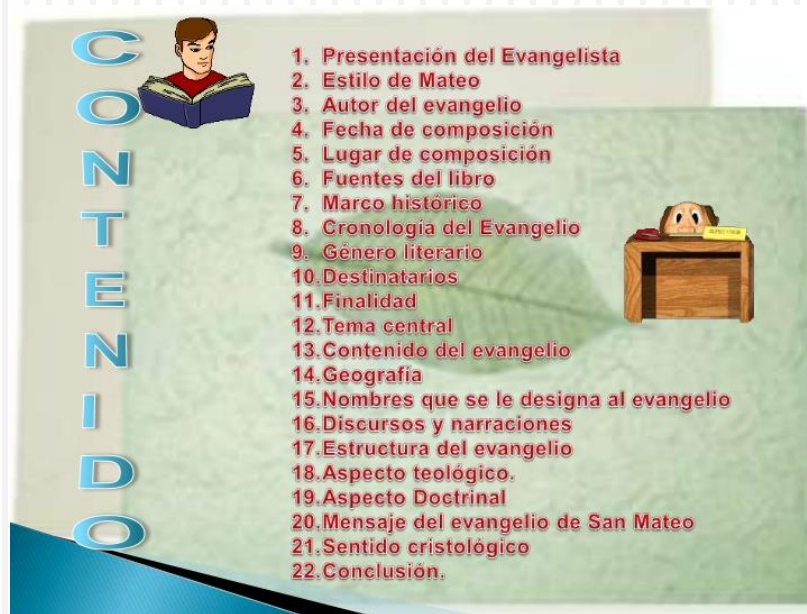 CONTENIDO
1. Presentación del Evangelista
2. Estilo de Mateo
3. Autor del evangelio
4. Fecha de composición
5. Lugar de composición
6. Fuentes del libro
7. Marco histórico
8. Cronología del Evangelio
9. Género literario
10.Destinatarios
11.Finalidad
12.Tema central
13.Contenido del evangelio
14.Geografía
15.Nombres que se le designa al evangelio
16.Discursos y narraciones
17.Estructura del evangelio
18.Aspecto teológico.
19.Aspecto Doctrinal
20.Mensaje del evangelio de San Mateo
21.Sentido cristológico
22.Conclusión.